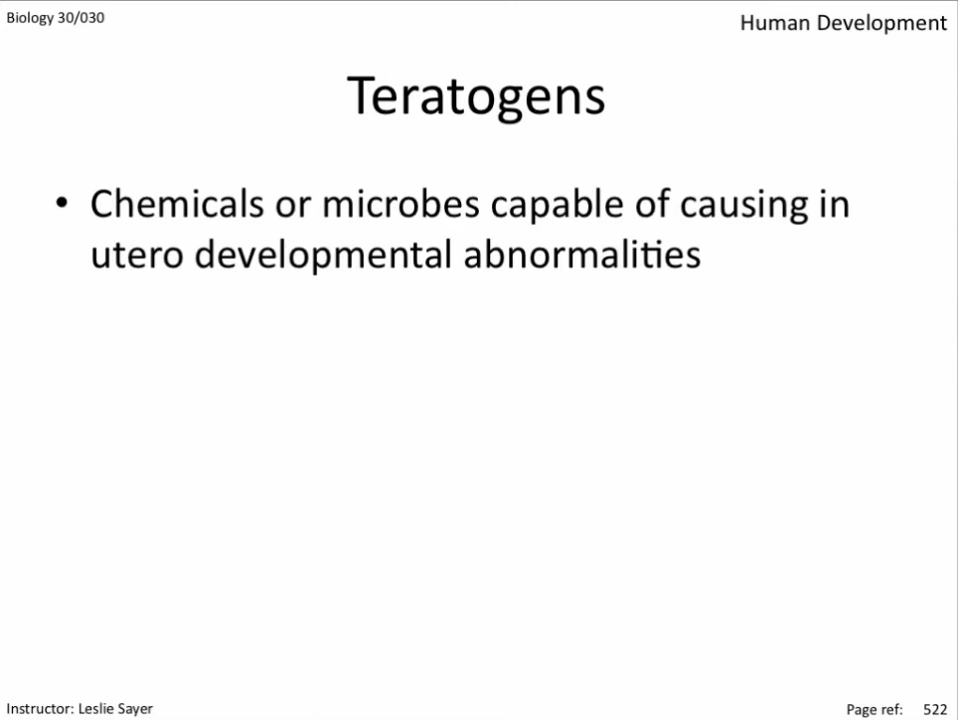 Biology 30/030
Human Development
Teratogens
• Chemicals or microbes capable of causing in
utero developmental abnormalities
Instructor: Leslie Sayer
Page ref: 522